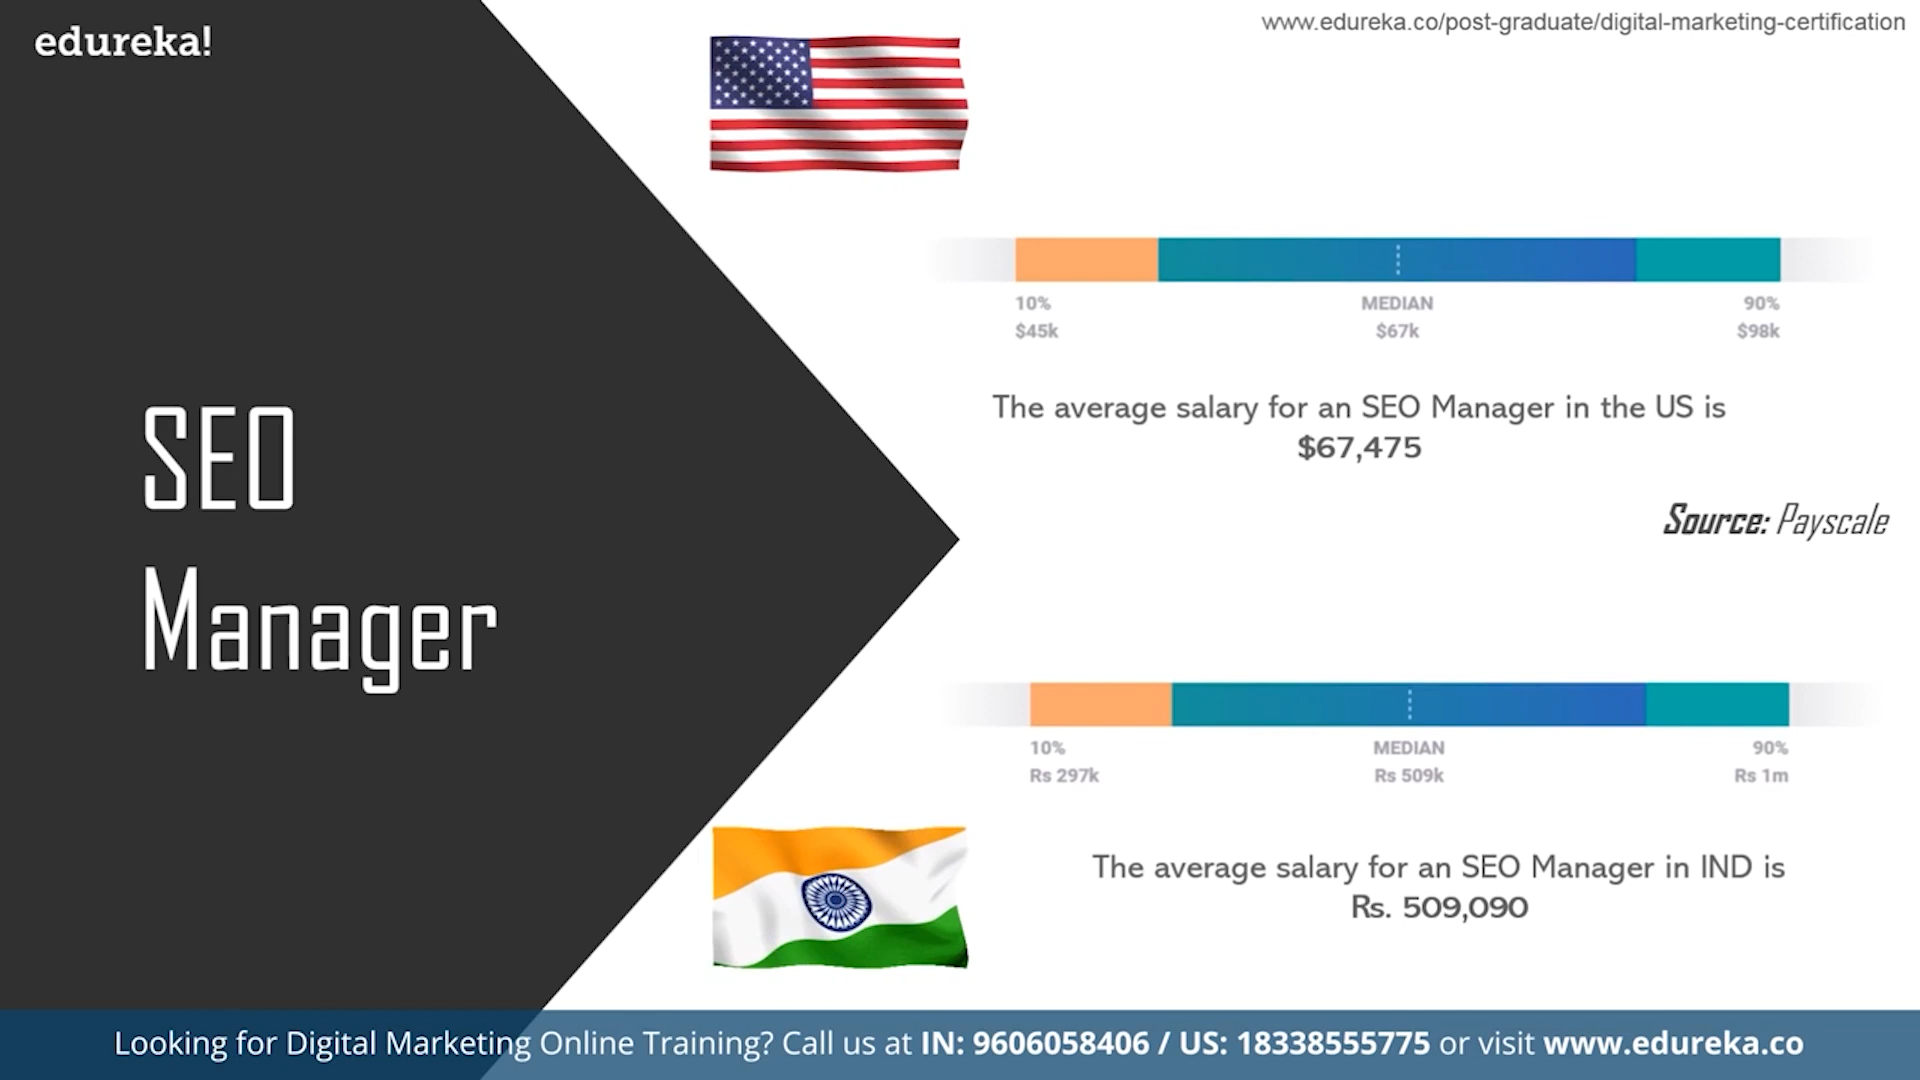 edureka!
www.edureka.co/post-graduate/digital-marketing-certification
SEO
Manager
10%
MEDIAN
90%
$45k
$67k
$98k
The average salary for an SEO Manager in the US is
$67,475
Source: Payscale
10%
MEDIAN
90%
Rs 297k
Rs 509k
Rs 1m
The average salary for an SEO Manager in IND is
Rs. 509,090
Looking for Digital Marketing Online Training? Call us at IN: 9606058406 / US: 18338555775 or visit www.edureka.co